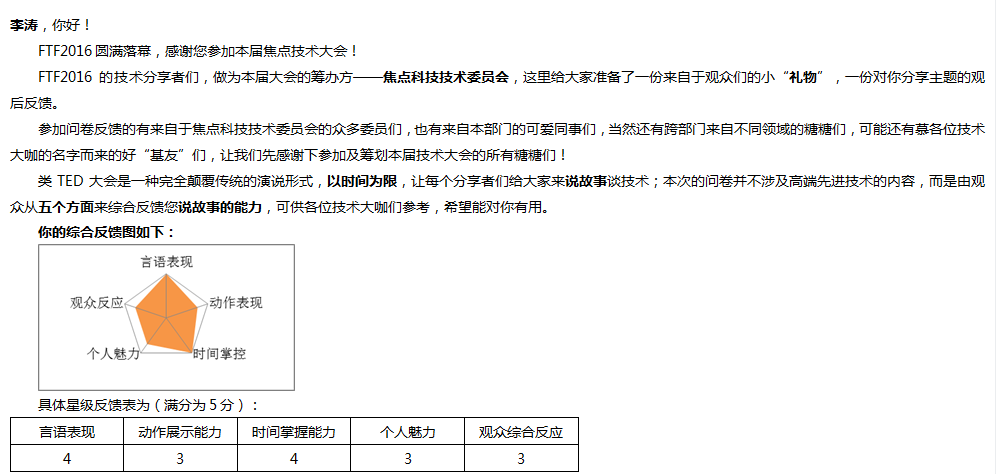 李涛，你好！
FTF2016圆满落幕，感谢您参加本届焦点技术大会！
FTF2016 的技术分享者们，做为本届大会的筹办方——焦点科技技术委员会，这里给大家准备了一份来自于观众们的小“礼物”，一份对你分享主题的观
后反馈。
参加问卷反馈的有来自于焦点科技技术委员会的众多委员们，也有来自本部门的可爱同事们，当然还有跨部门来自不同领域的糖糖们，可能还有慕各位技术
大咖的名字而来的好“基友”们，让我们先感谢下参加及筹划本届技术大会的所有糖糖们！
类 TED 大会是一种完全颠覆传统的演说形式，以时间为限，让每个分享者们给大家来说故事谈技术；本次的问卷并不涉及高端先进技术的内容，而是由观
众从五个方面来综合反馈您说故事的能力，可供各位技术大咖们参考，希望能对你有用。
你的综合反馈图如下：
言语表现
观众反应 动作表现
个人魅力 时间掌控
具体星级反馈表为（满分为5分）：
言语表现 动作展示能力 时间掌握能力 个人魅力 观众综合反应
4 3 4 3 3